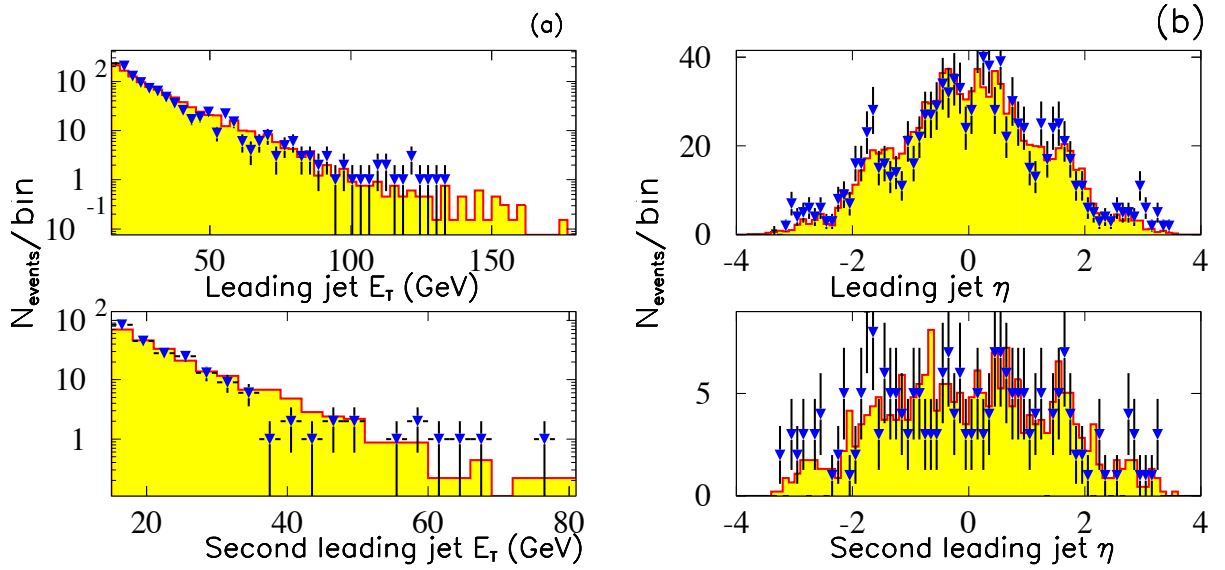 (a)
10 ²
10
1
10 ⁻¹
50 100 150
Leading jet E_T (GeV)
N_events/bin
10 ²
10
1
20 40 60 80
Second leading jet E_T (GeV)
(b)
40
20
0
-4 -2 0 2 4
Leading jet η
N_events/bin
5
0
-4 -2 0 2 4
Second leading jet η